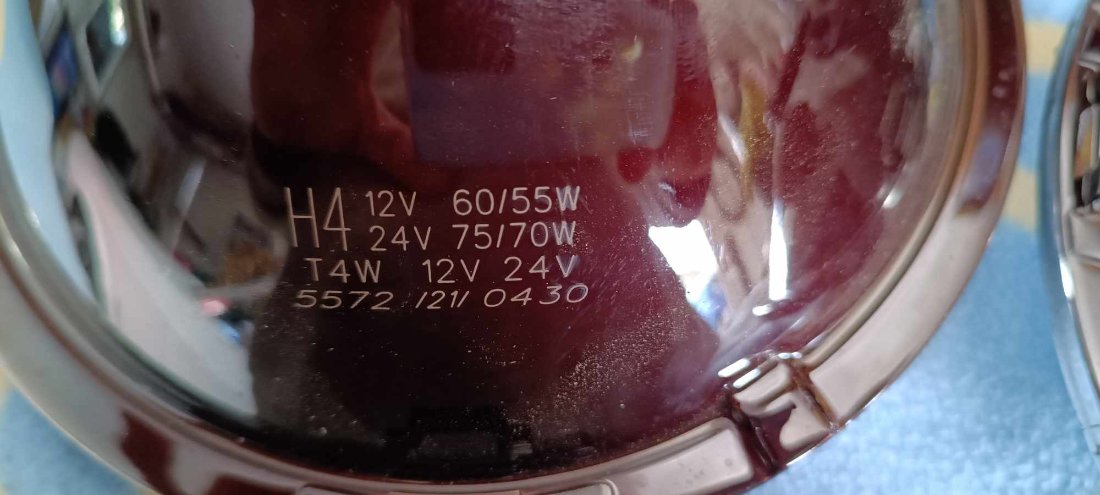 H4 12V 60/55W
24V 75/70W
T4W 12V 24V
5572 /21/ 0430